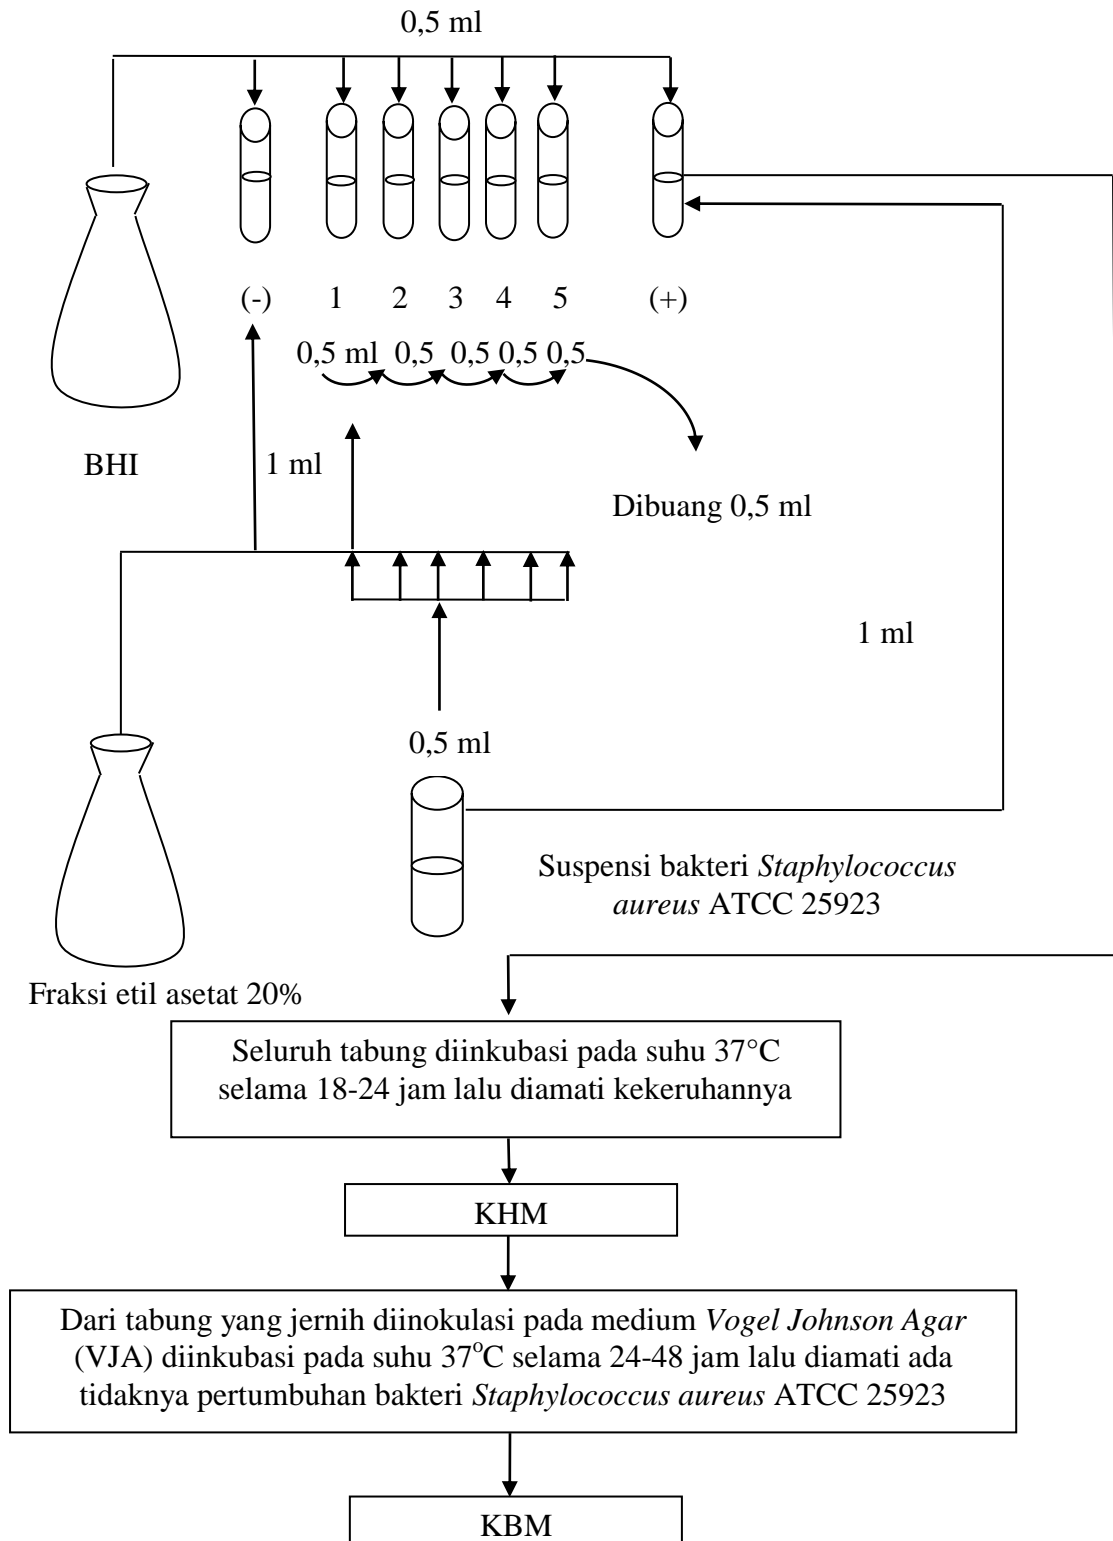 0,5 ml
(-) 1 2 3 4 5 (+)
0,5 ml 0,5 0,5 0,5 0,5
BHI
1 ml
Dibuang 0,5 ml
1 ml
0,5 ml
Suspensi bakteri Staphylococcus
aureus ATCC 25923
Fraksi etil asetat 20%
Seluruh tabung diinkubasi pada suhu 37°C
selama 18-24 jam lalu diamati kekeruhannya
KHM
Dari tabung yang jernih diinokulasi pada medium Vogel Johnson Agar
(VJA) diinkubasi pada suhu 37°C selama 24-48 jam lalu diamati ada
tidaknya pertumbuhan bakteri Staphylococcus aureus ATCC 25923
KBM